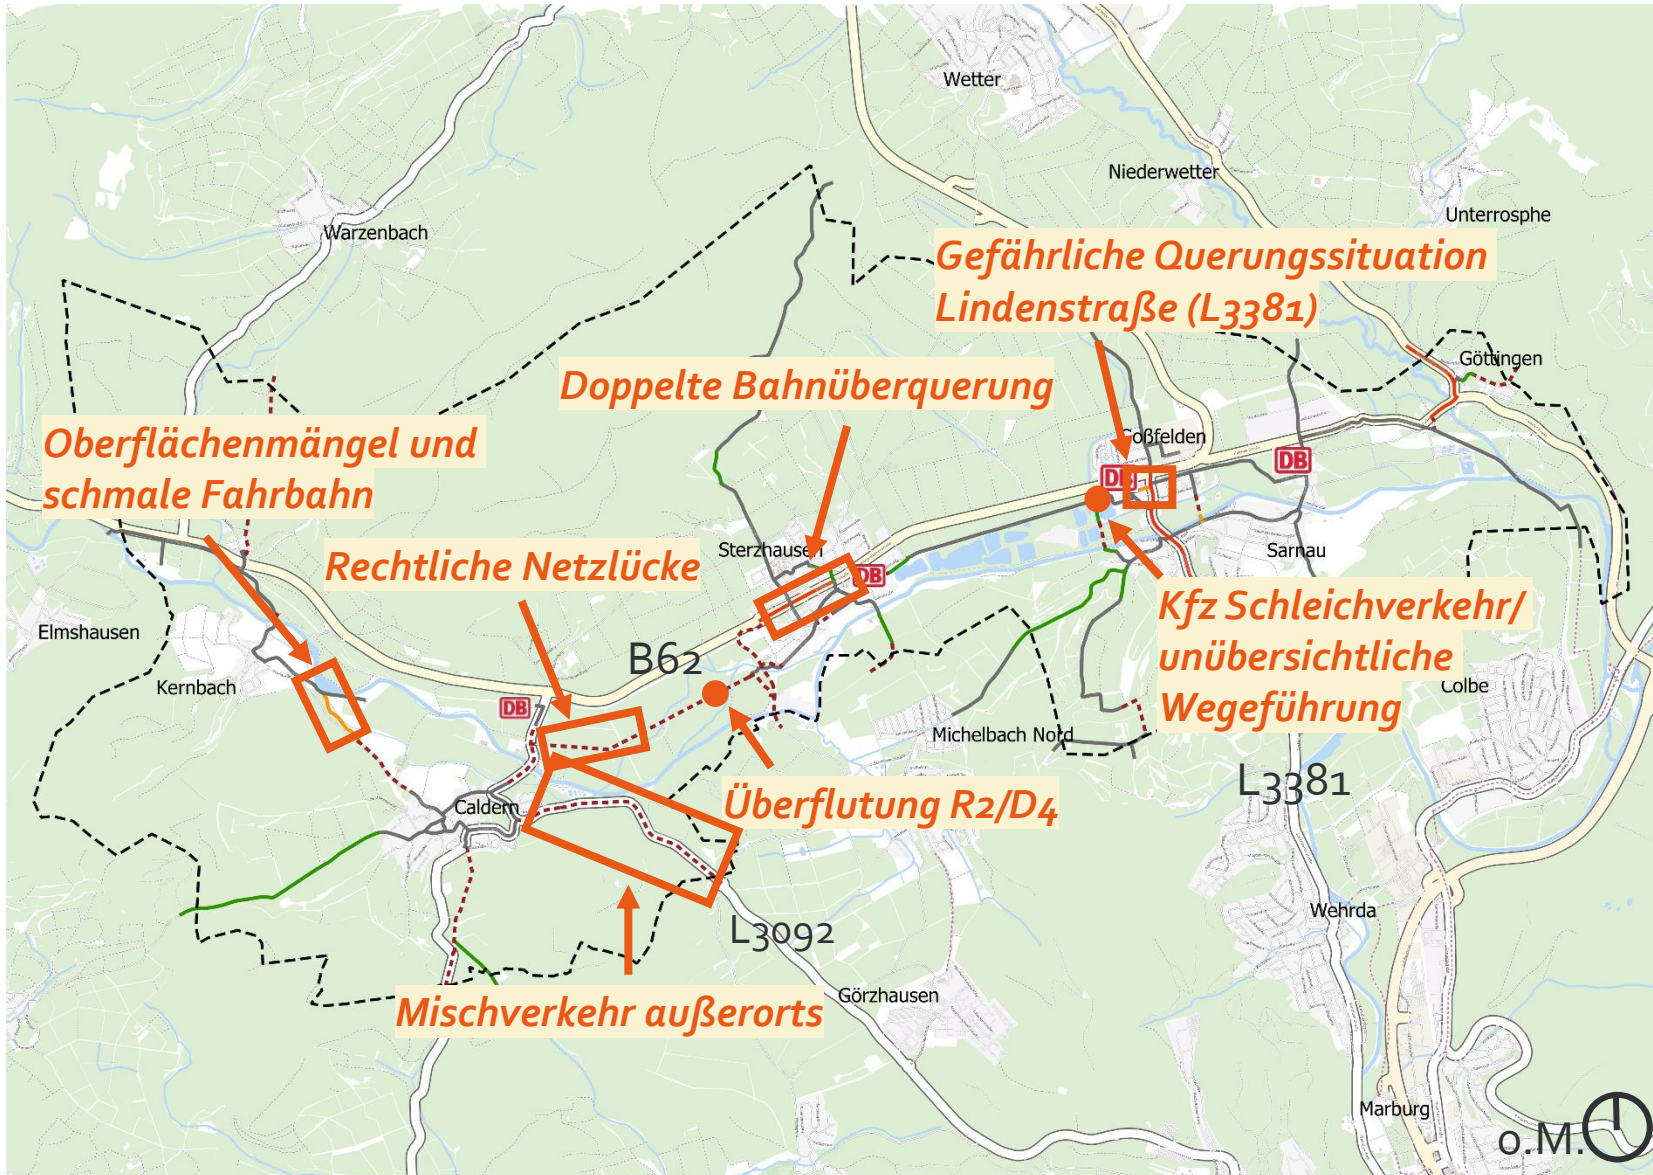 Wetter
Niederwetter
Unterrosphe
Warzenbach
Gefährliche Querungssituation
Lindenstraße (L3381)
Göttingen
Doppelte Bahnüberquerung
Oberflächenmängel und
schmale Fahrbahn
Goßfelden
DB
DB
Rechtliche Netzlücke
Sterzhausen
DB
Sarnau
Elmshausen
Kfz Schleichverkehr/
unübersichtliche
Wegeführung
B62
Kernbach
Cölbe
DB
Michelbach Nord
L3381
Caldern
Überflutung R2/D4
L3092
Wehrda
Görzhausen
Mischverkehr außerorts
Marburg
o.M.